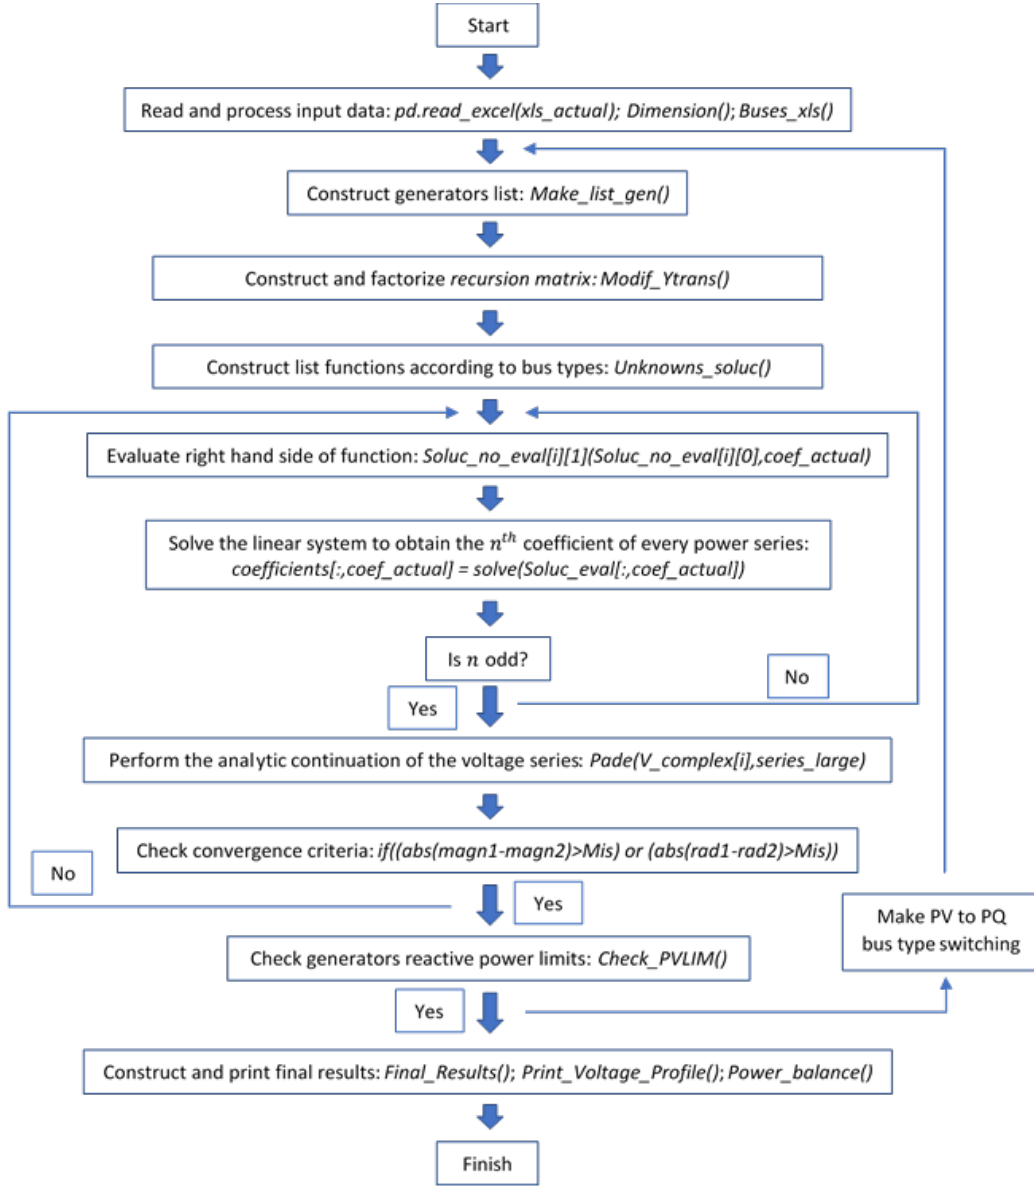 Start
Read and process input data: pd.read_excel(xls_actual); Dimension(); Buses_xls()
Construct generators list: Make_list_gen()
Construct and factorize recursion matrix: Modif_Ytrans()
Construct list functions according to bus types: Unknowns_soluc()
Evaluate right hand side of function: Soluc_no_eval[i][1](Soluc_no_eval[i][0],coef_actual)
Solve the linear system to obtain the nᵗʰ coefficient of every power series:
coefficients[:,coef_actual] = solve(Soluc_eval[:,coef_actual])
Is n odd?
No
Yes
Perform the analytic continuation of the voltage series: Pade(V_complex[i],series_large)
Check convergence criteria: if((abs(magn1-magn2)>Mis) or (abs(rad1-rad2)>Mis))
No
Yes
Make PV to PQ
bus type switching
Check generators reactive power limits: Check_PVLIM()
Yes
Construct and print final results: Final_Results(); Print_Voltage_Profile(); Power_balance()
Finish